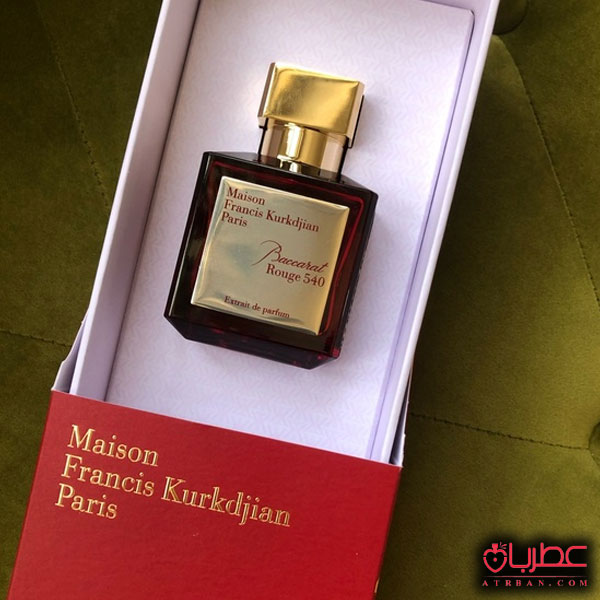 Maison
Francis Kurkdjian
Paris
Baccarat
Rouge 540
Extrait de parfum
Maison
Francis Kurkdjian
Paris
عطربان
ATRBAN.COM